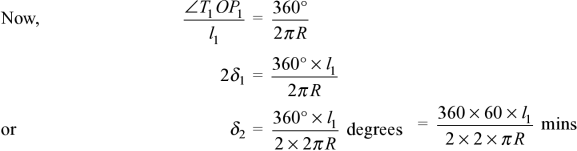 Now, ∠T₁OP₁ / l₁ = 360° / 2πR
2δ₁ = 360° × l₁ / 2πR
or δ₂ = 360° × l₁ / 2 × 2πR degrees = 360 × 60 × l₁ / 2 × 2 × πR mins